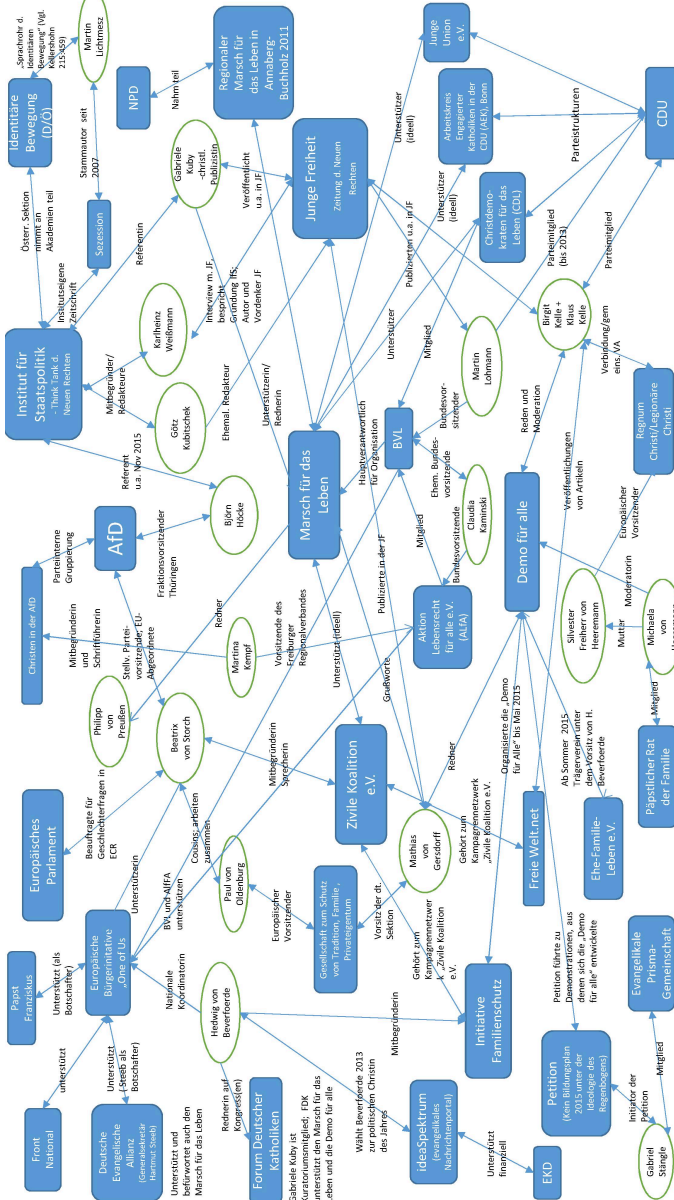 „Sprachrohr d.
Identitären
Bewegung“ (Vgl.
Kellershohn
215:459)
Martin
Lichtmesz
Identitäre
Bewegung
(D/Ö)
NPD
Nahm teil
Regionaler
Marsch für
das Leben in
Annaberg-
Buchholz 2011
Junge
Union
e.V.
Arbeitskreis
Engagierter
Katholiken in der
CDU (AEK), Bonn
CDU
Parteistrukturen
Stammautor seit
2007
Gabriele
Kuby
-christl.
Publizistin
Veröffentlicht
u.a. in JF
Junge Freiheit
Zeitung d. Neuen
Rechten
Unterstützer
(ideell)
Unterstützer
(ideell)
Christdemo-
kraten für das
Leben (CDL)
Österr. Sektion
nimmt an
Akademien teil
Sezession
Referentin
Institutseigene
Zeitschrift
Publizierten u.a. in JF
Parteimitglied
(bis 2013)
Parteimitglied
Institut für
Staatspolitik
- Think Tank d.
Neuen Rechten
Karlheinz
Weißmann
Interview m. JF,
bespricht
Gründung IfS;
Autor und
Vordenker JF
Unterstützer
Mitglied
Birgit
Kelle +
Klaus
Kelle
Mitbegründer/
Redakteure
Götz
Kubitschek
Ehemal. Redakteur
Unterstützerin/
Rednerin
Martin
Lohmann
Verbindung/gem
eins. VA
Referent
u.a. Nov 2015
Hauptverantwortlich
für Organisation
Bundesvor-
sitzender
Reden und
Moderation
Regnum
Christi/Legionäre
Christi
Marsch für das
Leben
BVL
Ehem. Bundes-
vorsitzende
Veröffentlichungen
von Artikeln
AfD
Björn
Höcke
Fraktionsvorsitzender
Thüringen
Parteiinterne
Gruppierung
Claudia
Kaminski
Bundesvorsitzende
Mitglied
Demo für alle
Europäischer
Vorsitzender
Christen in der AfD
Mitbegründerin
und
Schriftführerin
Stellv. Partei-
vorsitzende, EU-
Abgeordnete
Redner
Publizierte in der JF
Aktion
Lebensrecht
für alle e.V.
(ALfA)
Moderatorin
Silvester
Freiherr von
Heeremann
Mutter
Michaela
von
Martina
Kempf
Vorsitzende des
Freiburger
Regionalverbandes
Unterstützt (ideell)
Grußworte
Philipp
von
Preußen
Beatrix
von Storch
Mitbegründerin
Sprecherin
Redner
Organisierte die „Demo
für Alle“ bis Mai 2015
Ab Sommer 2015
Trägerverein unter
dem Vorsitz von H.
Beverfoerde
Mitglied
Päpstlicher Rat
der Familie
Europäisches
Parlament
Beauftragte für
Geschlechterfragen in
ECR
Cousins; arbeiten
zusammen
Zivile Koalition
e.V.
Mathias
von
Gersdorff
Gehört zum
Kampagnennetzwerk
„Zivile Koalition e.V.
Freie Welt.net
Ehe-Familie-
Leben e.V.
Unterstützerin
BVL und AlfFA
unterstützen
Paul von
Oldenburg
Europäischer
Vorsitzender
Gesellschaft zum Schutz
von Tradition, Familie ,
Privateigentum
Vorsitz der dt.
Sektion
Papst
Franziskus
Unterstützt (als
Botschafter)
Europäische
Bürgerinitative
„One of Us
Nationale
Koordinatorin
Gehört zum
Kampagnennetzwer
k „Zivile Koalition
e.V.
Petition führte zu
Demonstrationen, aus
denen sich die „Demo
für alle“ entwickelte
Evangelikale
Prisma-
Gemeinschaft
unterstützt
Unterstützt
(Steeb als
Botschafter)
Hedwig von
Beverfoerde
Mitbegründerin
Initiative
Familienschutz
Petition
(Kein Bildungsplan
2015 unter der
Ideologie des
Regenbogens)
Front
National
Deutsche
Evangelische
Allianz
(Generalsekretär
Hartmut Steeb)
Unterstützt und
befürwortet auch den
Marsch für das Leben
Rednerin auf
Kongress(en)
Forum Deutscher
Katholiken
Gabriele Kuby ist
Kuratoriumsmitglied; FDK
unterstützt den Marsch für das
Leben und die Demo für alle
Wählt Beverfoerde 2013
zur politischen Christin
des Jahres
ideaSpektrum
(evangelikales
Nachrichtenportal)
Unterstützt
finanziell
EKD
Initiator der
Petition
Mitglied
Gabriel
Stängle